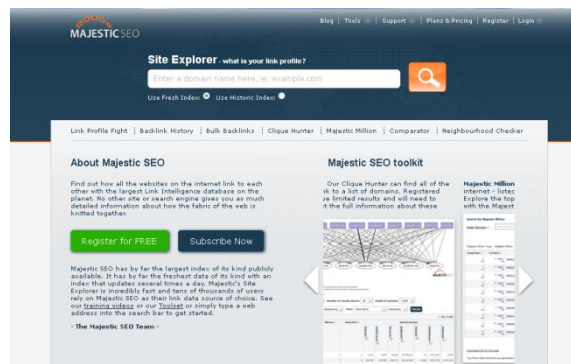 Blog | Tools | Support | Plans & Pricing | Register | Login
MAJESTIC SEO
Site Explorer - what is your link profile?
Enter a domain name here, ie: example.com
Use Fresh Index: Use Historic Index:
Link Profile Fight | Backlink History | Bulk Backlinks | Clique Hunter | Majestic Million | Comparator | Neighbourhood Checker
About Majestic SEO
Find out how all the websites on the internet link to each
other with the largest Link Intelligence database on the
planet. No other site or search engine gives you as much
detailed information about how the fabric of the web is
knitted together.
Register for FREE
Subscribe Now
Majestic SEO has by far the largest index of its kind publicly
available. It has by far the freshest data of its kind with an
index that updates several times a day. Majestic's Site
Explorer is incredibly fast and tens of thousands of users
rely on Majestic SEO as their link data source of choice. See
our training videos or our Toolset or simply type a web
address into the search bar to get started.
- The Majestic SEO Team -
Majestic SEO toolkit
Our Clique Hunter can find all of the
k to a list of domains. Registered
ve limited results and will need to
t the full information about these
Majestic Million
internet - listed
Explore the top
with the Majest